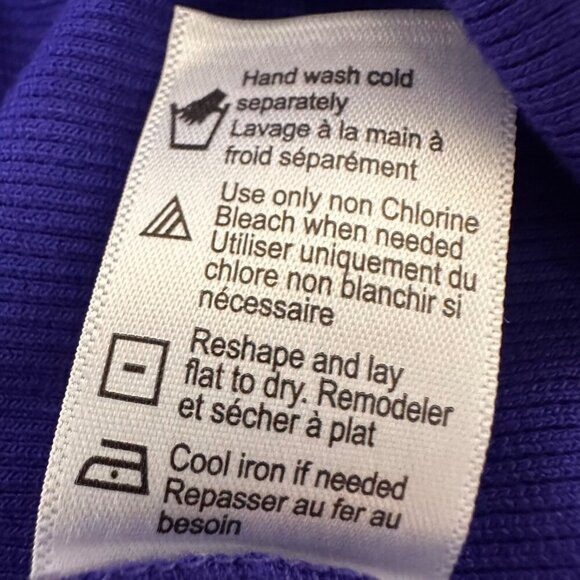 Hand wash cold
separately
Lavage à la main à
froid séparément
Use only non Chlorine
Bleach when needed
Utiliser uniquement du
chlore non blanchir si
nécessaire
Reshape and lay
flat to dry. Remodeler
et sécher à plat
Cool iron if needed
Repasser au fer au
besoin